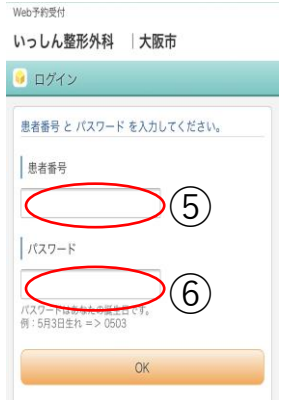 Web予約受付
いっしん整形外科 ｜大阪市
ログイン
患者番号 と パスワード を入力してください。
患者番号
⑤
パスワード
⑥
パスワードはあなたの誕生日です。
例：5月3日生れ => 0503
OK